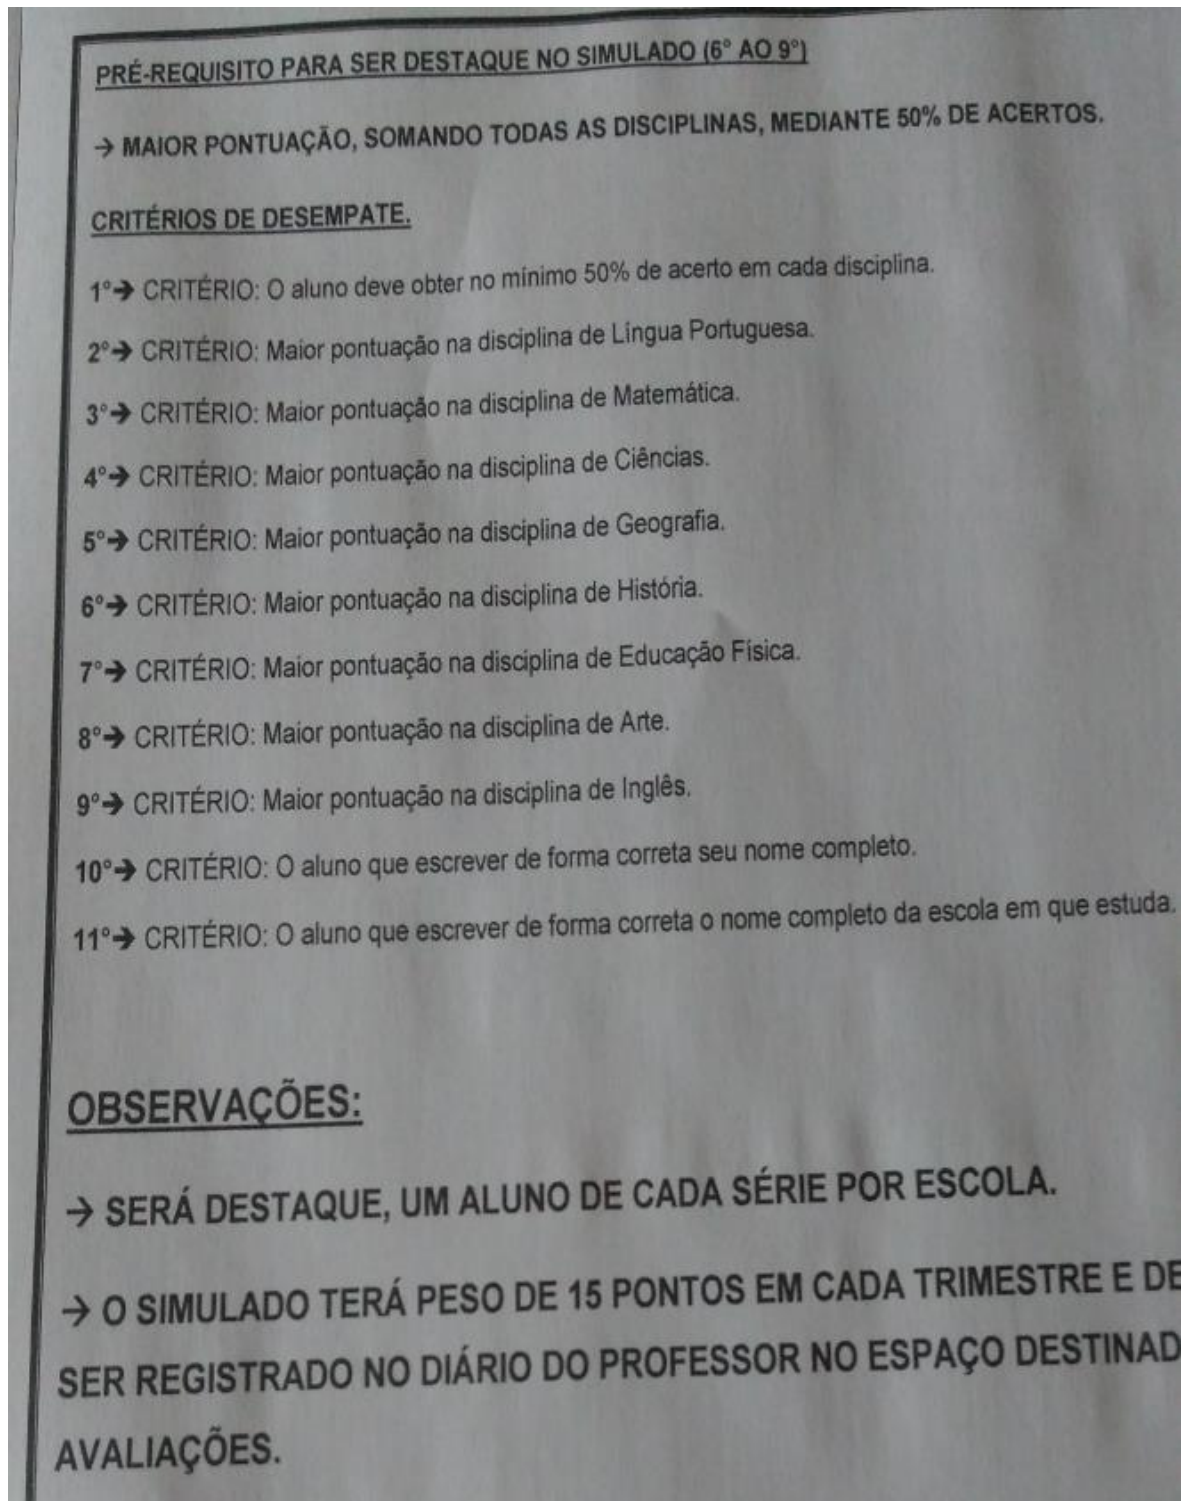 PRÉ-REQUISITO PARA SER DESTAQUE NO SIMULADO (6° AO 9°)
→ MAIOR PONTUAÇÃO, SOMANDO TODAS AS DISCIPLINAS, MEDIANTE 50% DE ACERTOS.
CRITÉRIOS DE DESEMPATE.
1°→ CRITÉRIO: O aluno deve obter no mínimo 50% de acerto em cada disciplina.
2°→ CRITÉRIO: Maior pontuação na disciplina de Língua Portuguesa.
3°→ CRITÉRIO: Maior pontuação na disciplina de Matemática.
4°→ CRITÉRIO: Maior pontuação na disciplina de Ciências.
5°→ CRITÉRIO: Maior pontuação na disciplina de Geografia.
6°→ CRITÉRIO: Maior pontuação na disciplina de História.
7°→ CRITÉRIO: Maior pontuação na disciplina de Educação Física.
8°→ CRITÉRIO: Maior pontuação na disciplina de Arte.
9°→ CRITÉRIO: Maior pontuação na disciplina de Inglês.
10°→ CRITÉRIO: O aluno que escrever de forma correta seu nome completo.
11°→ CRITÉRIO: O aluno que escrever de forma correta o nome completo da escola em que estuda.
OBSERVAÇÕES:
→ SERÁ DESTAQUE, UM ALUNO DE CADA SÉRIE POR ESCOLA.
→ O SIMULADO TERÁ PESO DE 15 PONTOS EM CADA TRIMESTRE E DE
SER REGISTRADO NO DIÁRIO DO PROFESSOR NO ESPAÇO DESTINAD
AVALIAÇÕES.